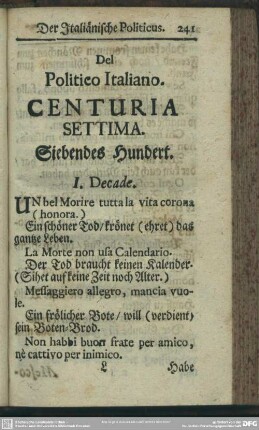 Der Italiänische Politicus. 241
Del
Politico Italiano.
CENTURIA
SETTIMA.
Siebendes Hundert.
I. Decade.
UN bel Morire tutta la vita corona
(honora.)
Ein schöner Tod/ krönet (ehret) das
gantze Leben.
La Morte non usa Calendario.
Der Tod braucht keinen Kalender.
(Sihet auf keine Zeit noch Alter.)
Messaggiero allegro, mancia vuo-
le.
Ein frölicher Bote/ will (verdient)
sein Boten-Brod.
Non habbi buon frate per amico,
nè cattivo per inimico.
L Habe